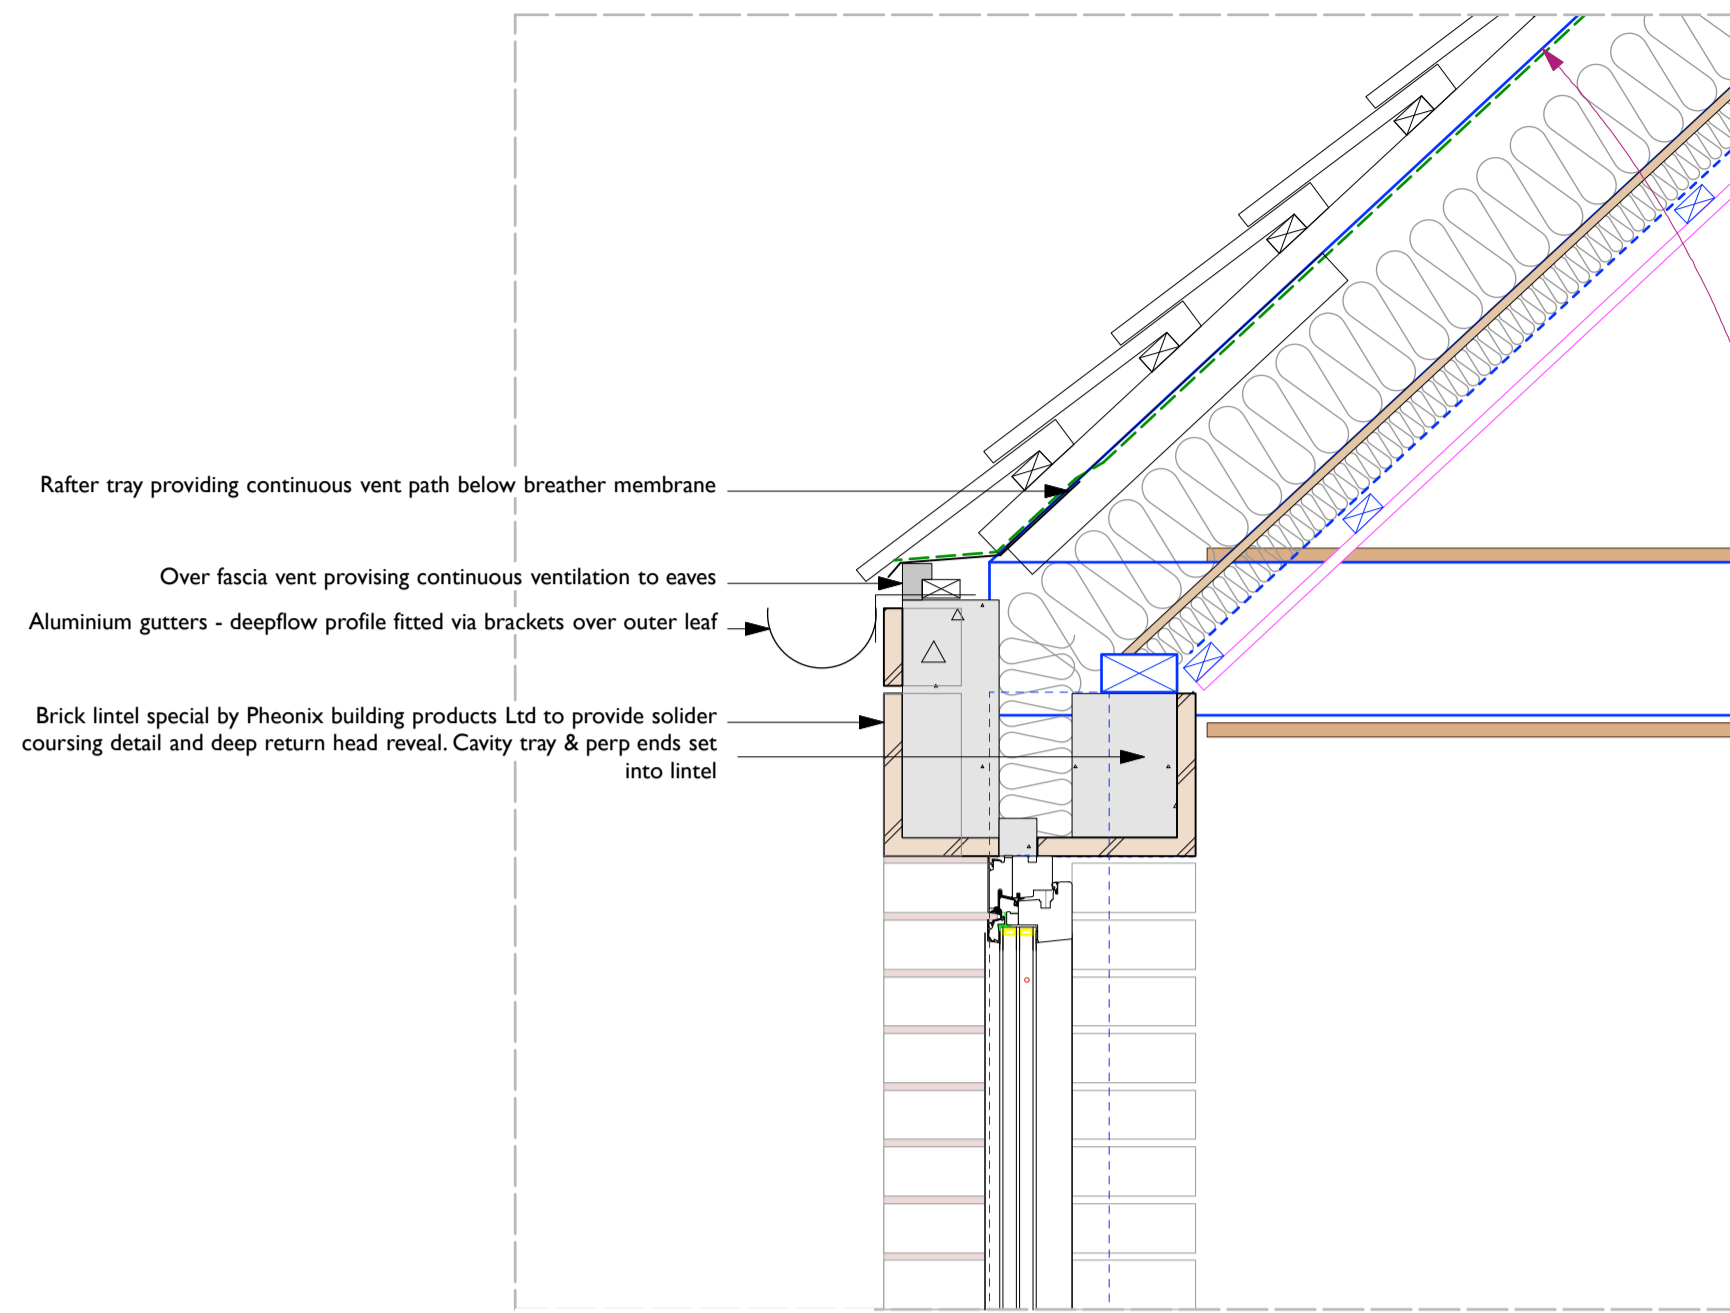 Rafter tray providing continuous vent path below breather membrane
Over fascia vent provising continuous ventilation to eaves
Aluminium gutters - deepflow profile fitted via brackets over outer leaf
Brick lintel special by Pheonix building products Ltd to provide solider
coursing detail and deep return head reveal. Cavity tray & perp ends set
into lintel